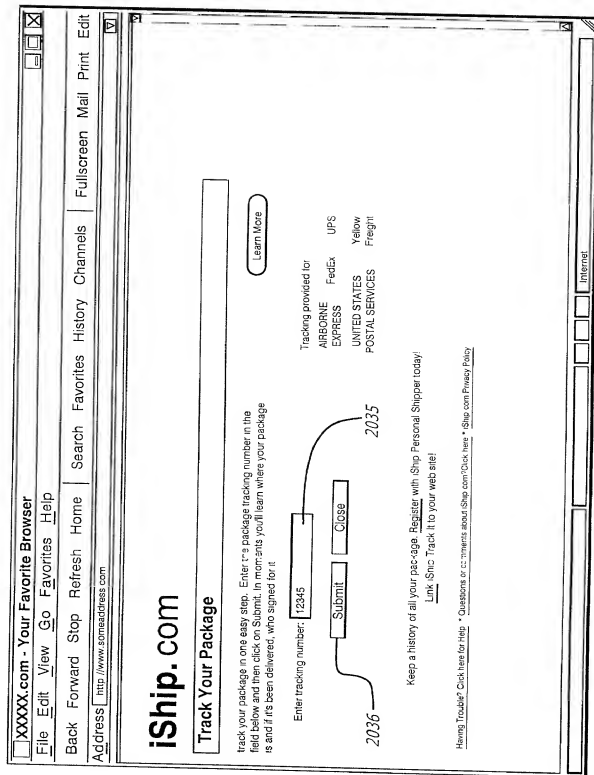 XXXXX.com - Your Favorite Browser
File Edit View Go Favorites Help
Back Forward Stop Refresh Home Search Favorites History Channels Fullscreen Mail Print Edit
Address http://www.someaddress.com
iShip.com
Track Your Package
track your package in one easy step. Enter the package tracking number in the
field below and then click on Submit. In moments you'll learn where your package
is and if it's been delivered, who signed for it
Learn More
Enter tracking number: 12345
Submit Close
2036
2035
Tracking provided for
AIRBORNE EXPRESS FedEx UPS
UNITED STATES POSTAL SERVICES Yellow Freight
Keep a history of all your package. Register with iShip Personal Shipper today!
Link iShip Track It to your web site!
Having Trouble? Click here for Help * Questions or comments about iShip com?Click here * iShip com Privacy Policy
Internet